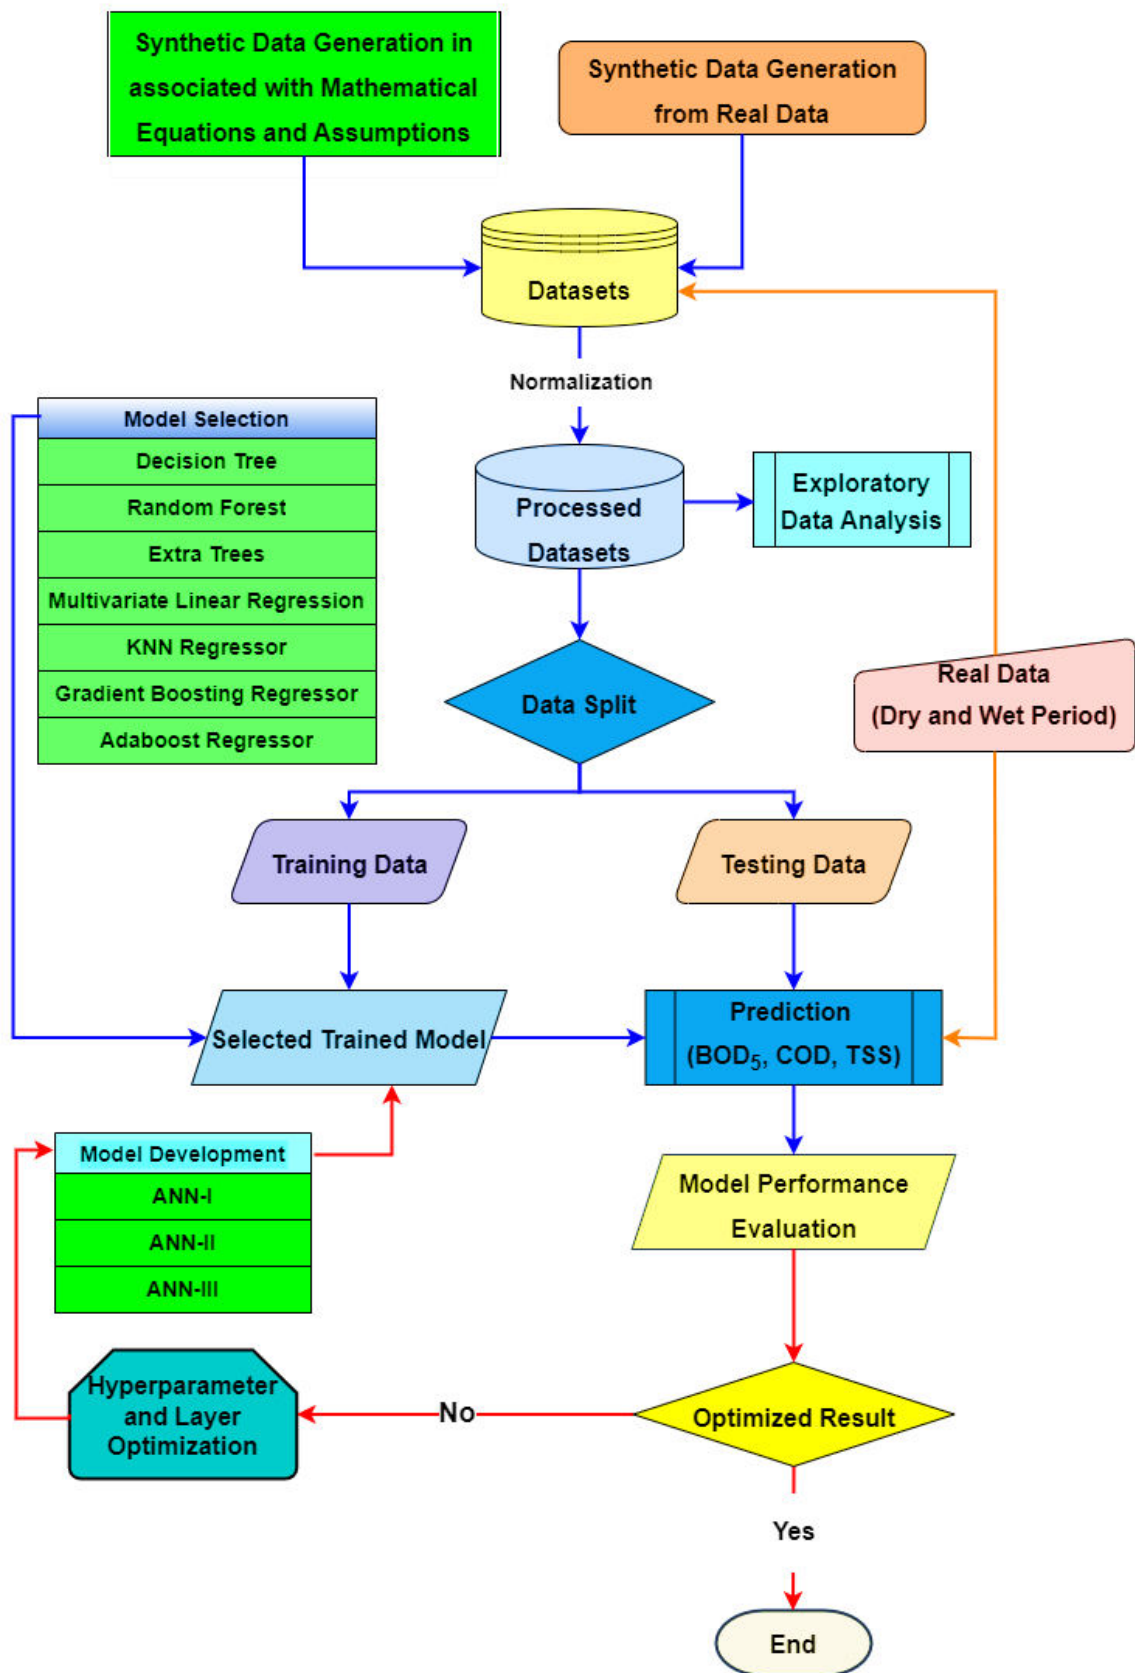 Synthetic Data Generation in
associated with Mathematical
Equations and Assumptions
Synthetic Data Generation
from Real Data
Datasets
Normalization
Model Selection
Decision Tree
Random Forest
Extra Trees
Multivariate Linear Regression
KNN Regressor
Gradient Boosting Regressor
Adaboost Regressor
Processed
Datasets
Exploratory
Data Analysis
Data Split
Real Data
(Dry and Wet Period)
Training Data
Testing Data
Selected Trained Model
Prediction
(BOD₅, COD, TSS)
Model Development
ANN-I
ANN-II
ANN-III
Model Performance
Evaluation
Hyperparameter
and Layer
Optimization
No
Optimized Result
Yes
End